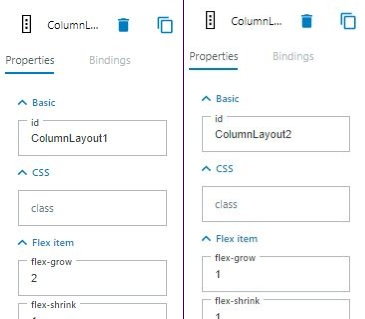 ColumnL...
Properties
Bindings
Basic
id
ColumnLayout1
CSS
class
Flex item
flex-grow
2
flex-shrink
ColumnL...
Properties
Bindings
Basic
id
ColumnLayout2
CSS
class
Flex item
flex-grow
1
flex-shrink
1